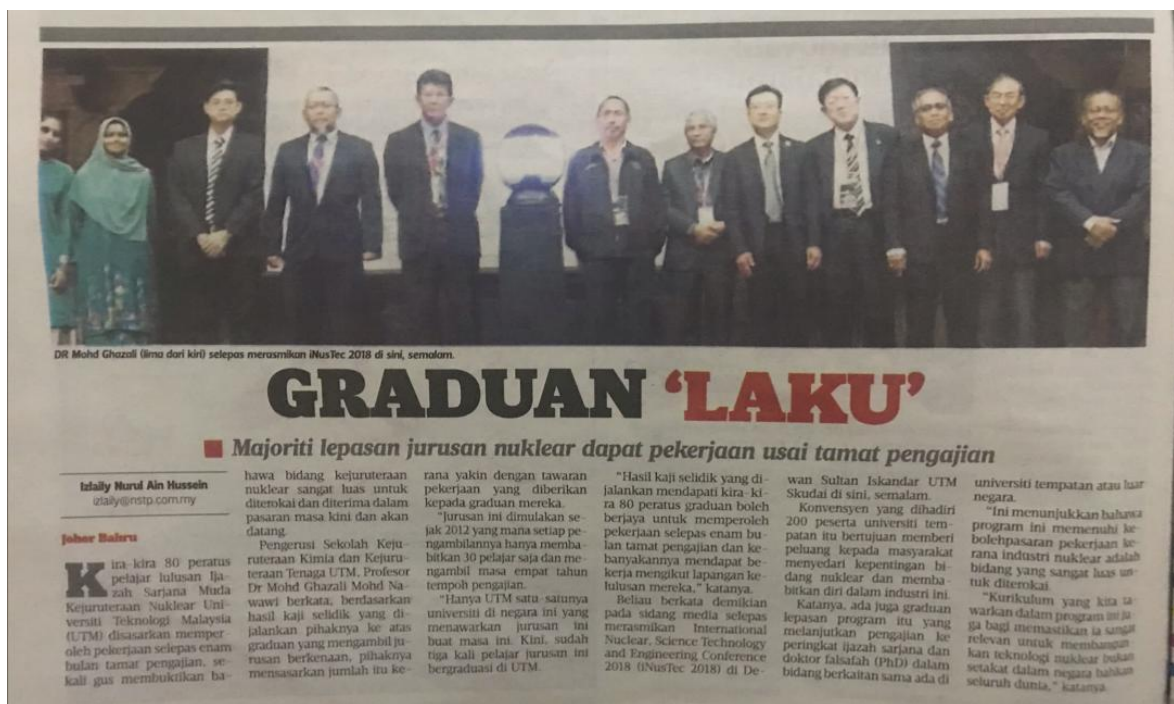 DR Mohd Ghazali (lima dari kiri) selepas merasmikan iNusTec 2018 di sini, semalam.
GRADUAN ‘LAKU’
Majoriti lepasan jurusan nuklear dapat pekerjaan usai tamat pengajian
Izlaily Nurul Ain Hussein
izlaily@nstp.com.my
Johor Bahru
Kira-kira 80 peratus
pelajar lulusan Ija-
zah Sarjana Muda
Kejuruteraan Nuklear Uni-
versiti Teknologi Malaysia
(UTM) disasarkan memper-
oleh pekerjaan selepas enam
bulan tamat pengajian, se-
kali gus membuktikan ba-
hawa bidang kejuruteraan
nuklear sangat luas untuk
diterokai dan diterima dalam
pasaran masa kini dan akan
datang.
Pengerusi Sekolah Keju-
ruteraan Kimia dan Kejuru-
teraan Tenaga UTM, Profesor
Dr Mohd Ghazali Mohd Na-
wawi berkata, berdasarkan
hasil kaji selidik yang di-
jalankan pihaknya ke atas
graduan yang mengambil ju-
rusan berkenaan, pihaknya
mensasarkan jumlah itu ke-
rana yakin dengan tawaran
pekerjaan yang diberikan
kepada graduan mereka.
“Jurusan ini dimulakan se-
jak 2012 yang mana setiap pe-
ngambilannya hanya memba-
bitkan 30 pelajar saja dan me-
ngambil masa empat tahun
tempoh pengajian.
“Hanya UTM satu-satunya
universiti di negara ini yang
menawarkan jurusan ini
buat masa ini. Kini, sudah
tiga kali pelajar jurusan ini
bergraduasi di UTM.
“Hasil kaji selidik yang di-
jalankan mendapati kira-ki-
ra 80 peratus graduan boleh
berjaya untuk memperoleh
pekerjaan selepas enam bu-
lan tamat pengajian dan ke-
banyakannya mendapat be-
kerja mengikut lapangan ke-
lulusan mereka,” katanya.
Beliau berkata demikian
pada sidang media selepas
merasmikan International
Nuclear, Science Technology
and Engineering Conference
2018 (iNusTec 2018) di De-
wan Sultan Iskandar UTM
Skudai di sini, semalam.
Konvensyen yang dihadiri
200 peserta universiti tem-
patan itu bertujuan memberi
peluang kepada masyarakat
menyedari kepentingan bi-
dang nuklear dan memba-
bitkan diri dalam industri ini.
Katanya, ada juga graduan
lepasan program itu yang
melanjutkan pengajian ke
peringkat ijazah sarjana dan
doktor falsafah (PhD) dalam
bidang berkaitan sama ada di
universiti tempatan atau luar
negara.
“Ini menunjukkan bahawa
program ini memenuhi ke-
bolehpasaran pekerjaan ke-
rana industri nuklear adalah
bidang yang sangat luas un-
tuk diterokai.
“Kurikulum yang kita ta-
warkan dalam program ini ju-
ga bagi memastikan ia sangat
relevan untuk membangun-
kan teknologi nuklear bukan
setakat dalam negara bahkan
seluruh dunia,” katanya.